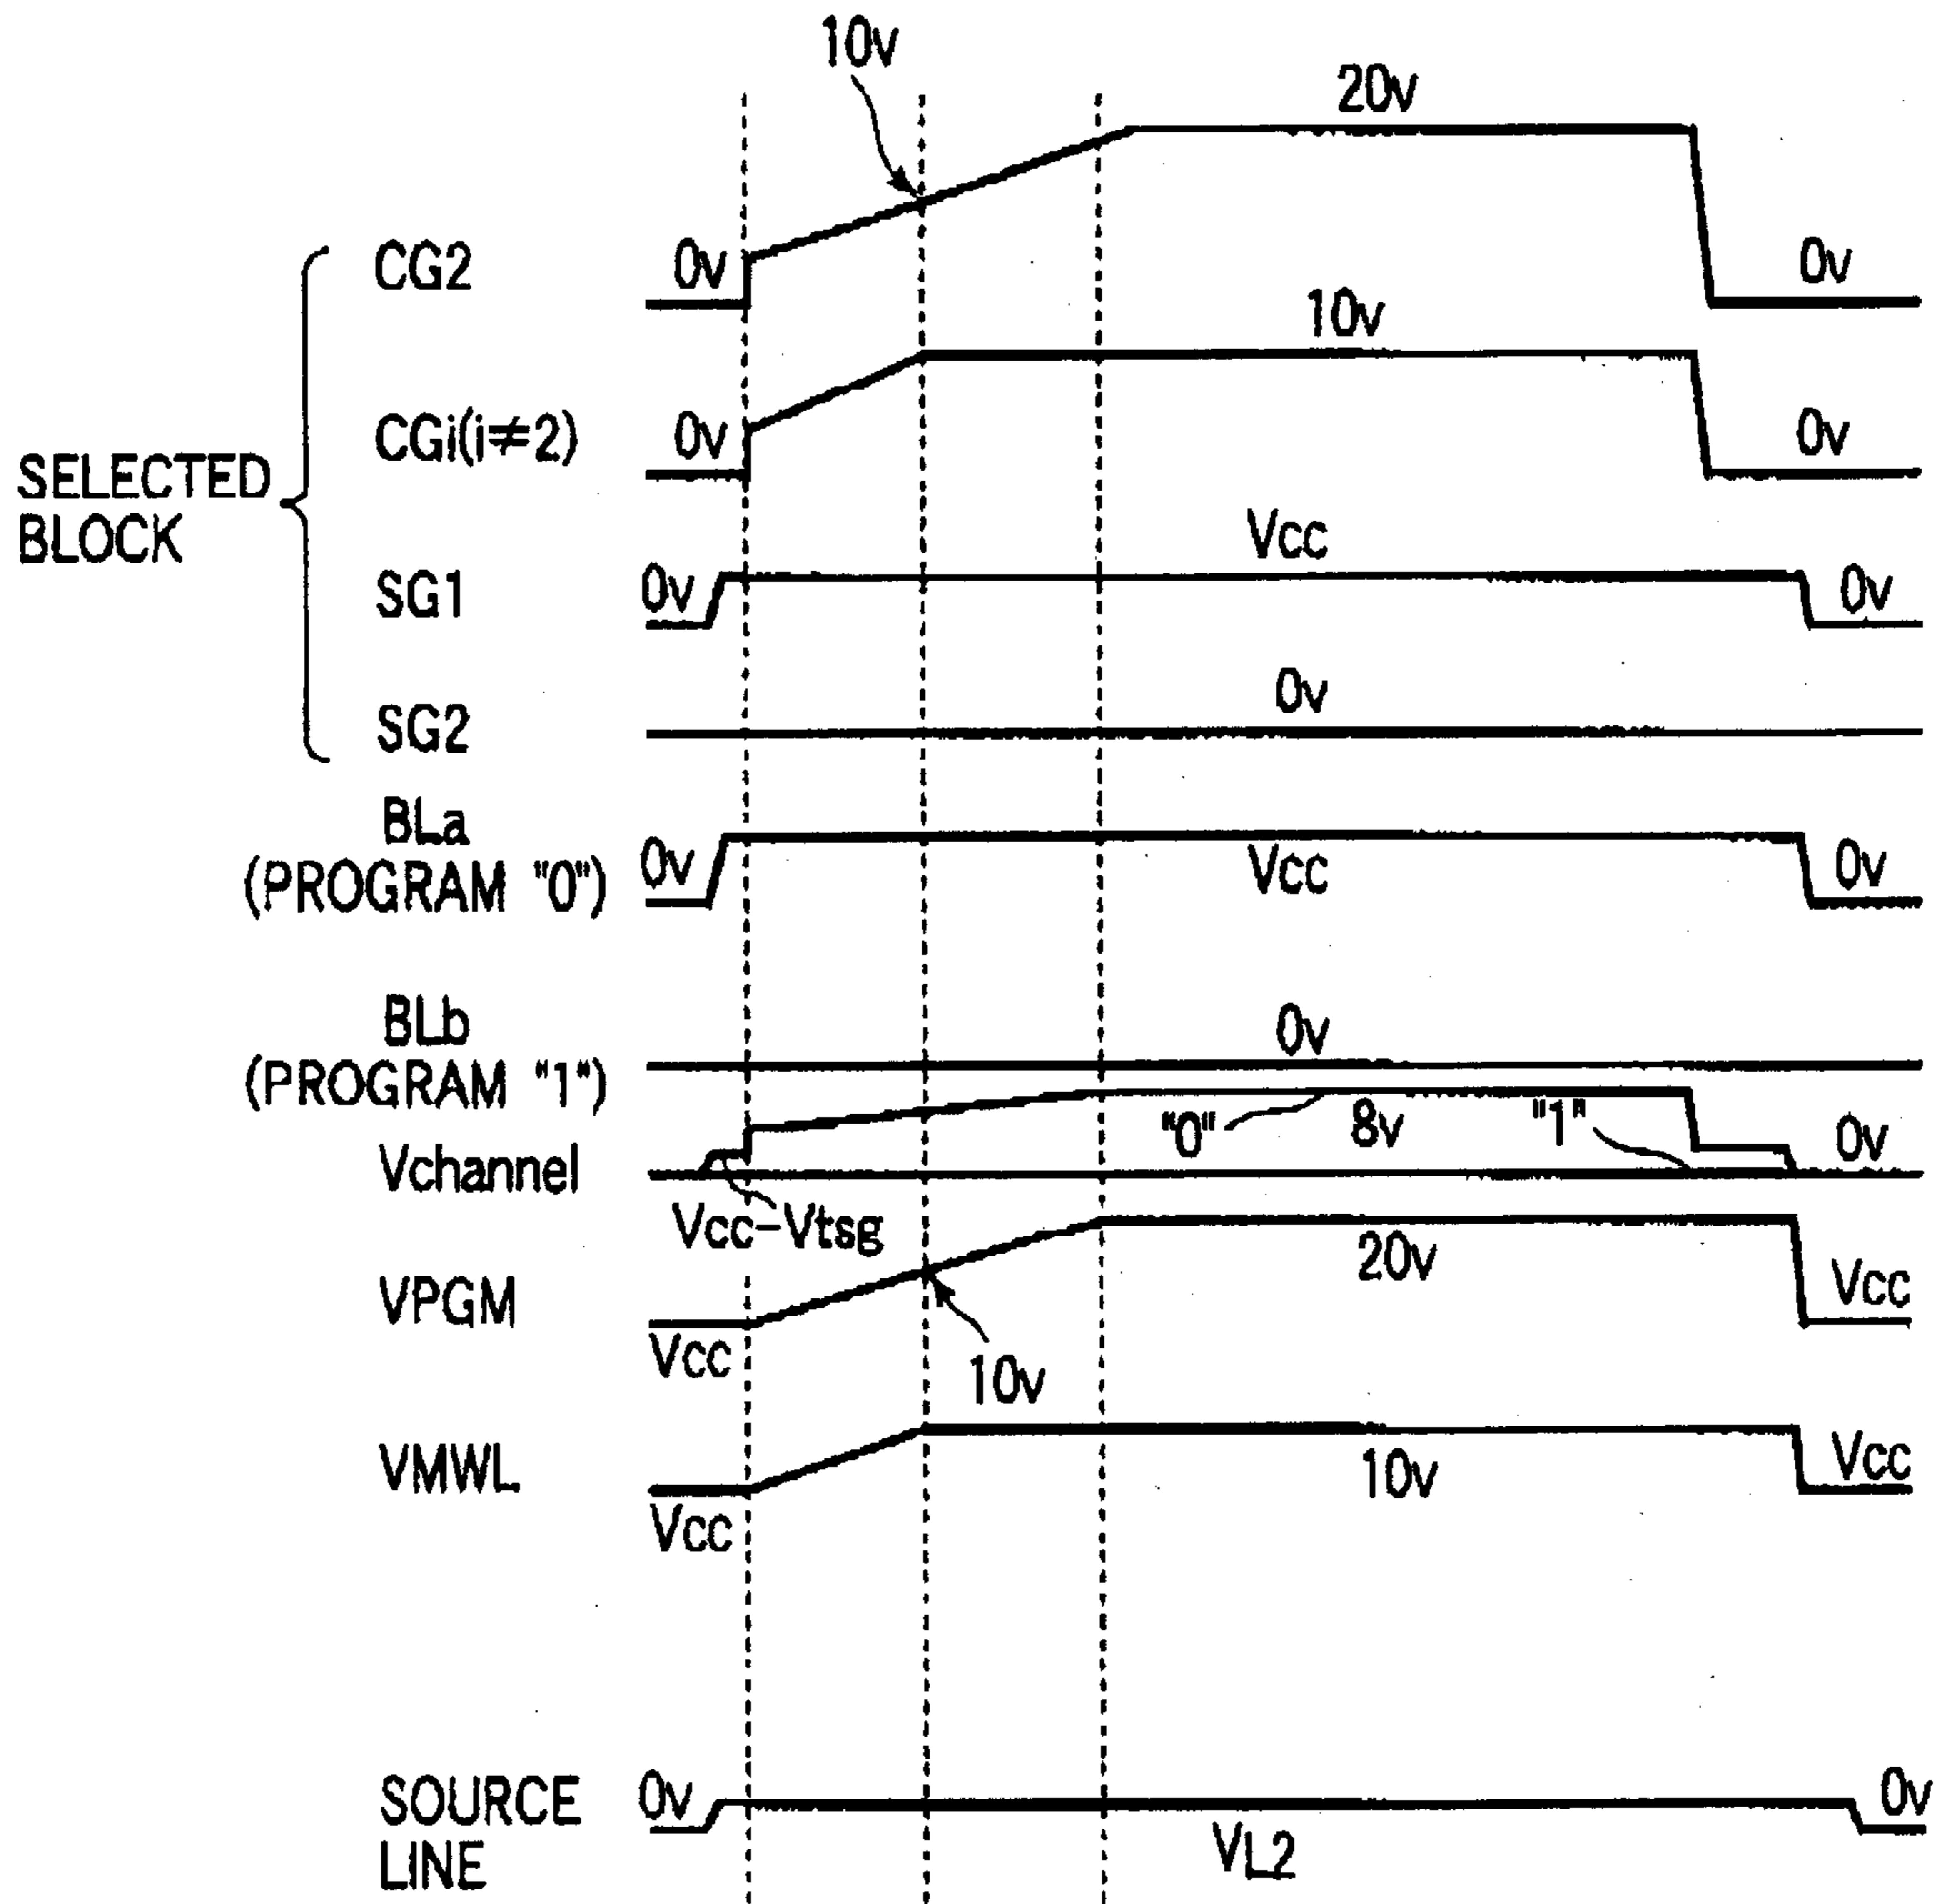 10v
20v
CG2
0v
0v
10v
CGi(i≠2)
0v
0v
SELECTED
BLOCK
Vcc
SG1
0v
0v
0v
SG2
BLa
(PROGRAM "0")
0v
Vcc
0v
BLb
(PROGRAM "1")
0v
"0"
8v
"1"
0v
Vchannel
Vcc-Vtsg
VPGM
Vcc
10v
20v
Vcc
VMWL
Vcc
10v
Vcc
SOURCE
LINE
0v
VL2
0v